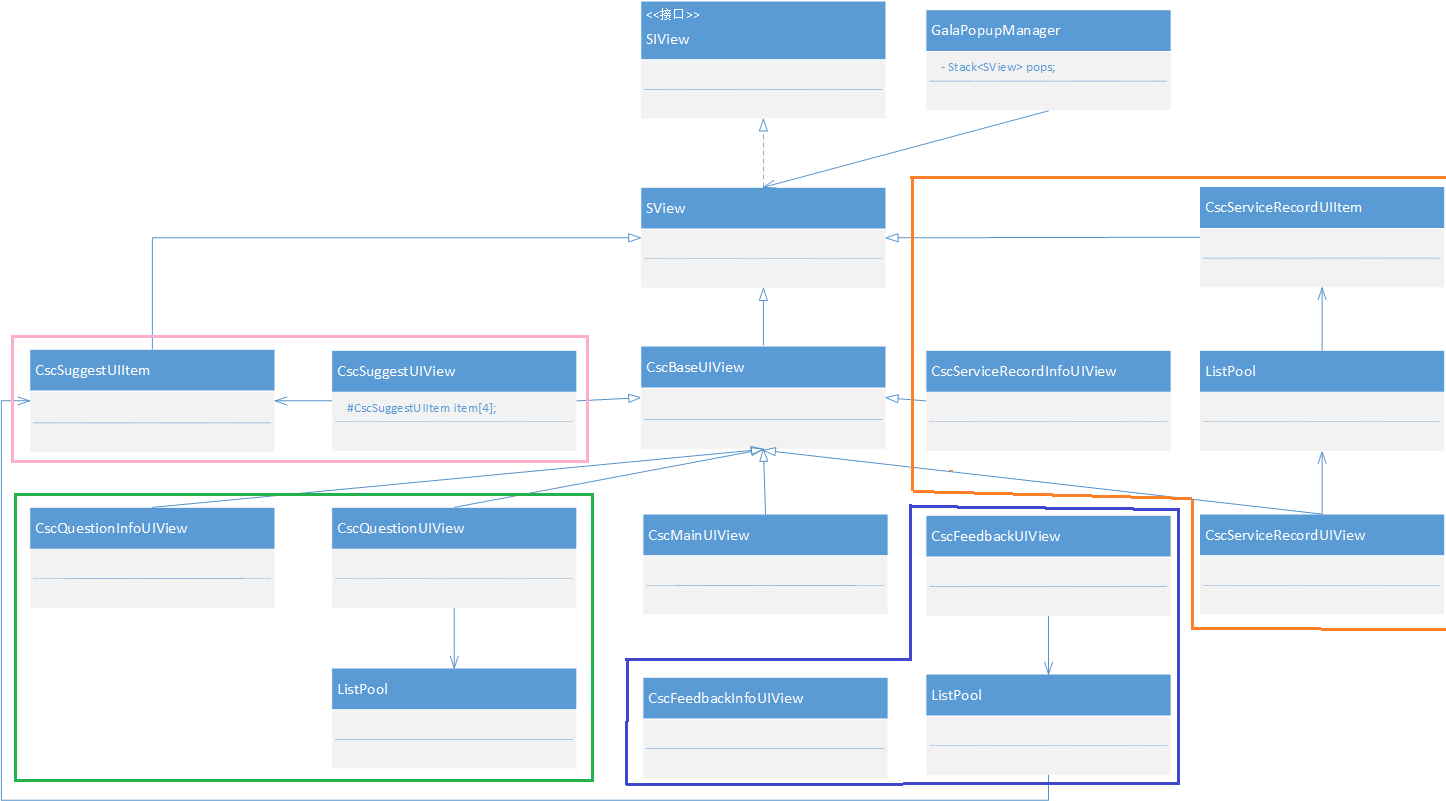 <<接口>>
SIView
GalaPopupManager
- Stack<SView> pops;
SView
CscServiceRecordUIItem
CscSuggestUIItem
CscSuggestUIView
#CscSuggestUIItem item[4];
CscBaseUIView
CscServiceRecordInfoUIView
ListPool
CscQuestionInfoUIView
CscQuestionUIView
CscMainUIView
CscFeedbackUIView
CscServiceRecordUIView
ListPool
CscFeedbackInfoUIView
ListPool